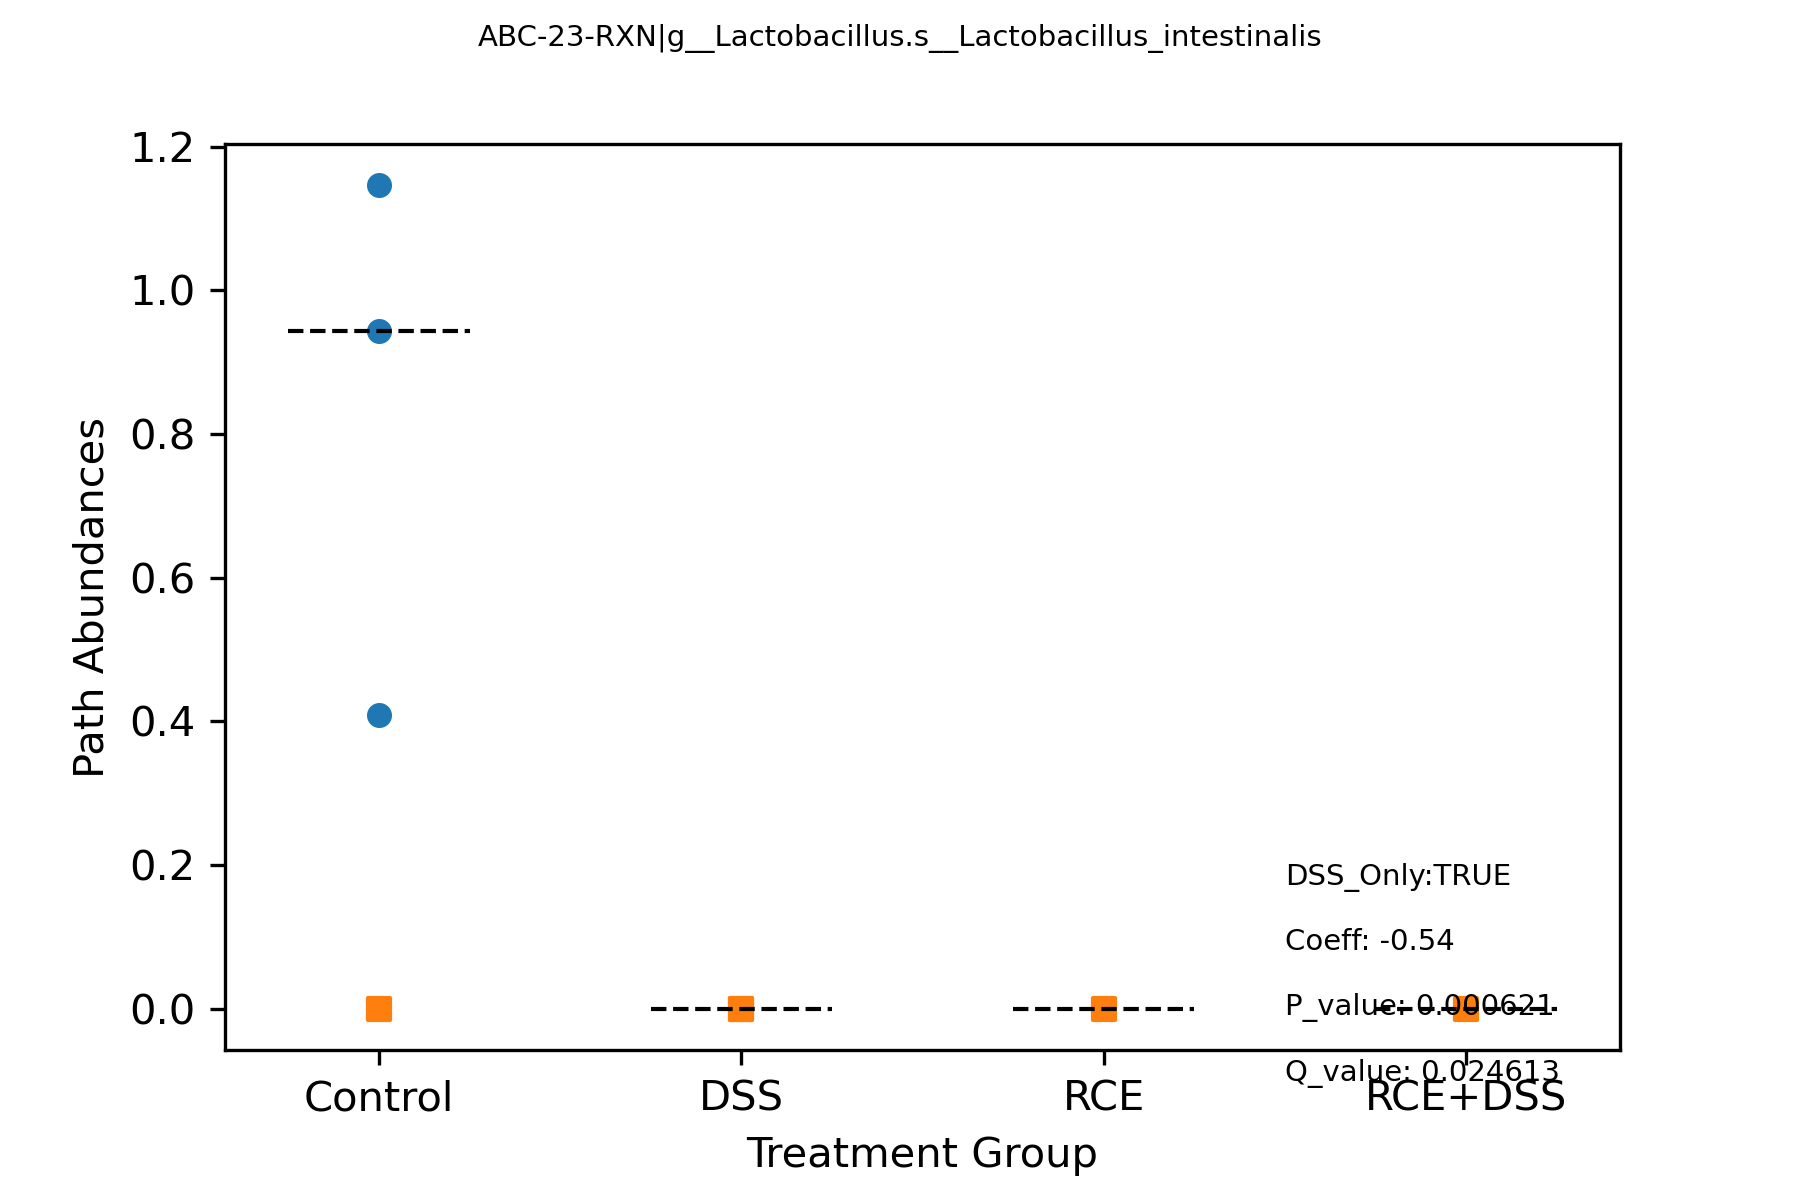 ABC-23-RXN|g__Lactobacillus.s__Lactobacillus_intestinalis
1.2
1.0
0.8
0.6
0.4
0.2
0.0
Path Abundances
DSS_Only:TRUE
Coeff: -0.54
P_value: 0.000621
Q_value: 0.024613
Control DSS RCE RCE+DSS
Treatment Group